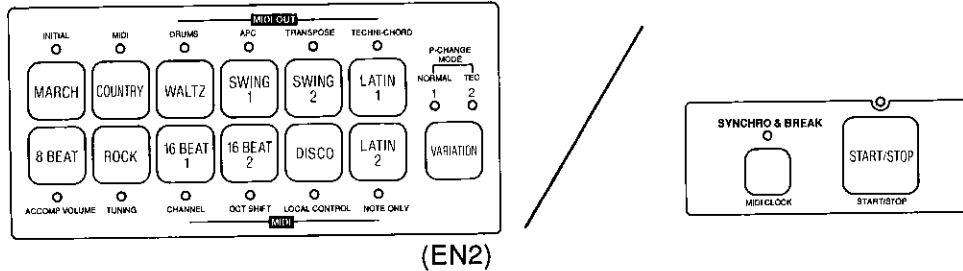 MIDI OUT
INITIAL MIDI DRUMS APC TRANSPOSE TECHNI-CHORD
P-CHANGE
MODE
NORMAL TEC
1 2
MARCH COUNTRY WALTZ SWING 1 SWING 2 LATIN 1
8 BEAT ROCK 16 BEAT 1 16 BEAT 2 DISCO LATIN 2 VARIATION
ACCOMP VOLUME TUNING CHANNEL OCT SHIFT LOCAL CONTROL NOTE ONLY
MIDI
(EN2)
SYNCHRO & BREAK
START/STOP
MIDI CLOCK START/STOP